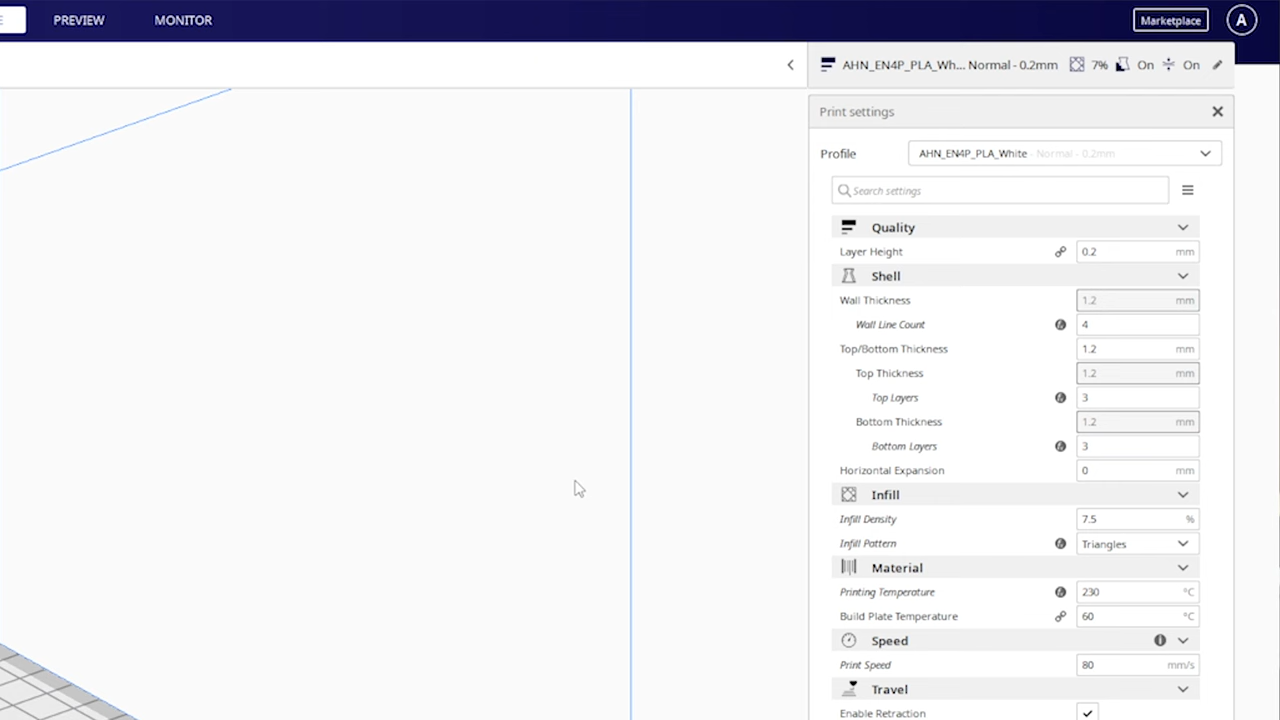 E PREVIEW MONITOR Marketplace A
AHN_EN4P_PLA_Wh... Normal - 0.2mm 7% On On
Print settings
Profile AHN_EN4P_PLA_White - Normal - 0.2mm
Search settings
Quality
Layer Height 0.2 mm
Shell
Wall Thickness 1.2 mm
Wall Line Count 4
Top/Bottom Thickness 1.2 mm
Top Thickness 1.2 mm
Top Layers 3
Bottom Thickness 1.2 mm
Bottom Layers 3
Horizontal Expansion 0 mm
Infill
Infill Density 7.5 %
Infill Pattern Triangles
Material
Printing Temperature 230 °C
Build Plate Temperature 60 °C
Speed
Print Speed 80 mm/s
Travel
Enable Retraction